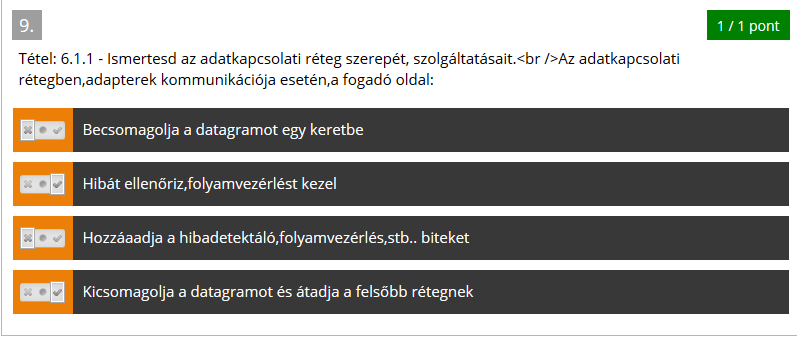 9.
1 / 1 pont
Tétel: 6.1.1 - Ismertesd az adatkapcsolati réteg szerepét, szolgáltatásait.<br />Az adatkapcsolati
rétegben,adapterek kommunikációja esetén,a fogadó oldal:
Becsomagolja a datagramot egy keretbe
Hibát ellenőriz,folyamvezérlést kezel
Hozzáaadja a hibadetektáló,folyamvezérlés,stb.. biteket
Kicsomagolja a datagramot és átadja a felsőbb rétegnek